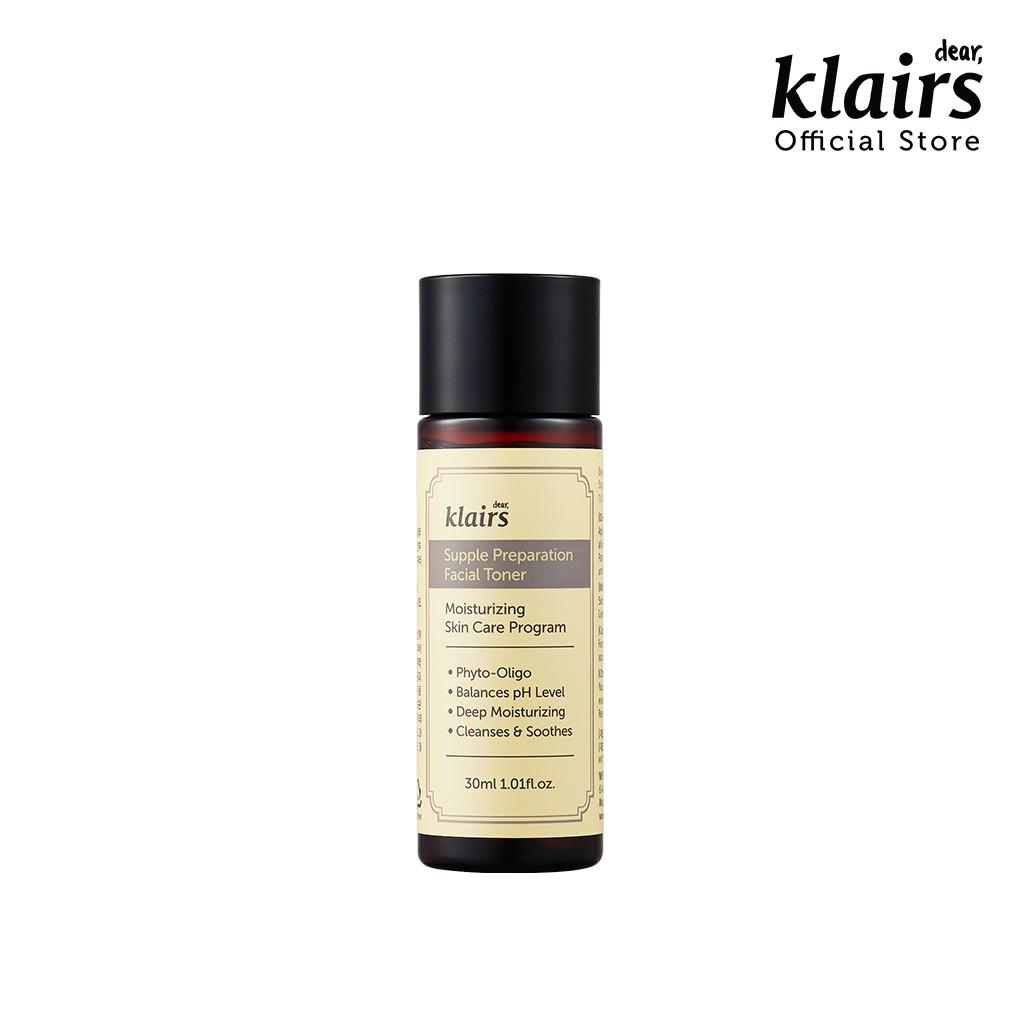 dear,
klairs
Official Store
dear,
klairs
Supple Preparation
Facial Toner
Moisturizing
Skin Care Program
• Phyto-Oligo
• Balances pH Level
• Deep Moisturizing
• Cleanses & Soothes
30ml 1.01fl.oz.